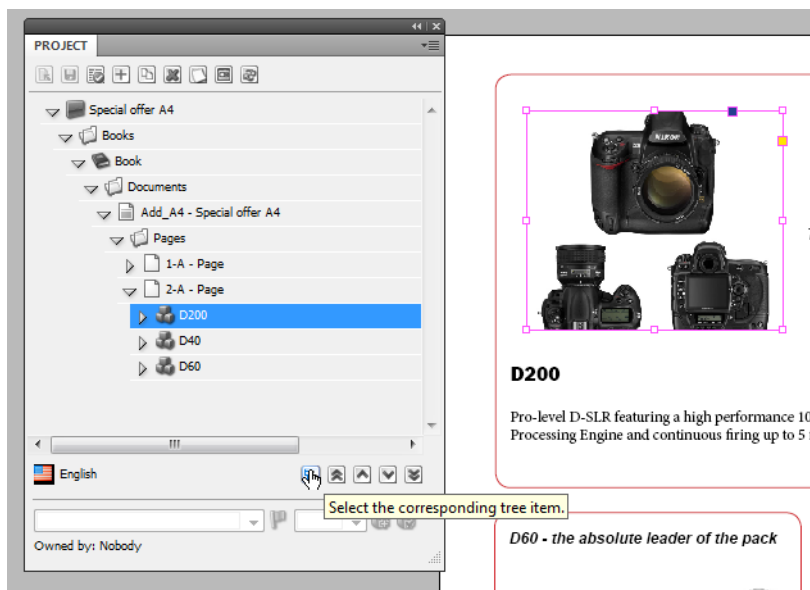 PROJECT
Special offer A4
Books
Book
Documents
Add_A4 - Special offer A4
Pages
1-A - Page
2-A - Page
D200
D40
D60
English
Select the corresponding tree item.
Owned by: Nobody
NIKON
D200
Pro-level D-SLR featuring a high performance 10
Processing Engine and continuous firing up to 5
D60 - the absolute leader of the pack